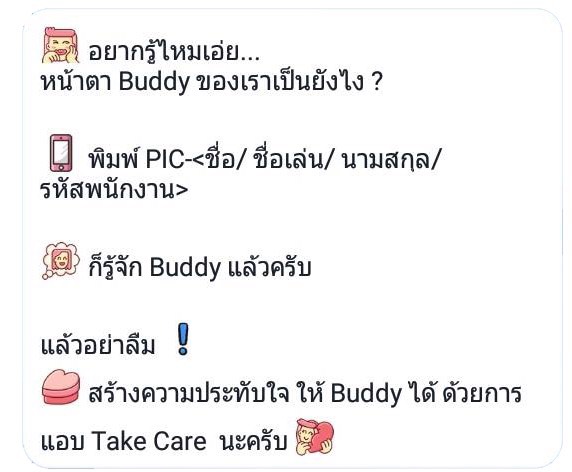 อยากรู้ไหมเอ่ย...
หน้าตา Buddy ของเราเป็นยังไง ?
พิมพ์ PIC-<ชื่อ/ ชื่อเล่น/ นามสกุล/
รหัสพนักงาน>
ก็รู้จัก Buddy แล้วครับ
แล้วอย่าลืม !
สร้างความประทับใจ ให้ Buddy ได้ ด้วยการ
แอบ Take Care นะครับ